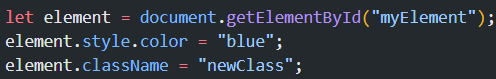 let element = document.getElementById("myElement");
element.style.color = "blue";
element.className = "newClass";